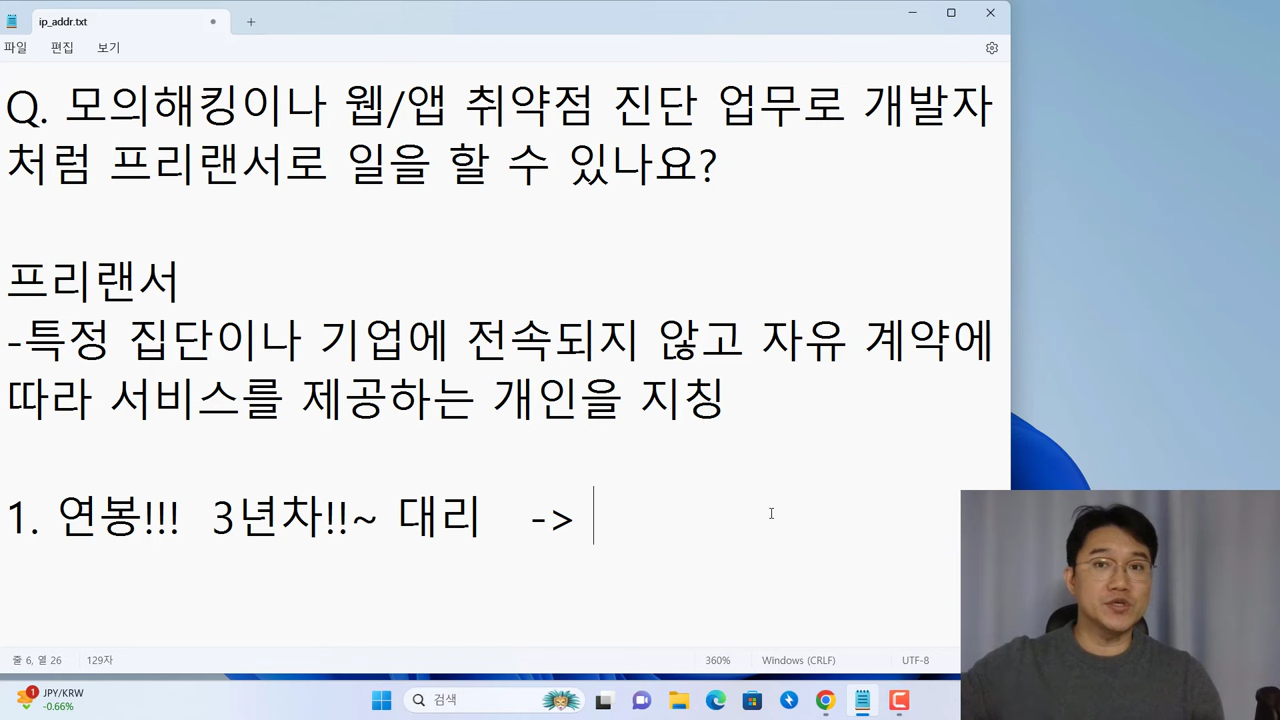 ip_addr.txt
파일 편집 보기
Q. 모의해킹이나 웹/앱 취약점 진단 업무로 개발자
처럼 프리랜서로 일을 할 수 있나요?
프리랜서
-특정 집단이나 기업에 전속되지 않고 자유 계약에
따라 서비스를 제공하는 개인을 지칭
1. 연봉!!! 3년차!!~ 대리 ->
줄 6, 열 26 129자 360% Windows (CRLF) UTF-8
1 JPY/KRW
-0.66%
검색